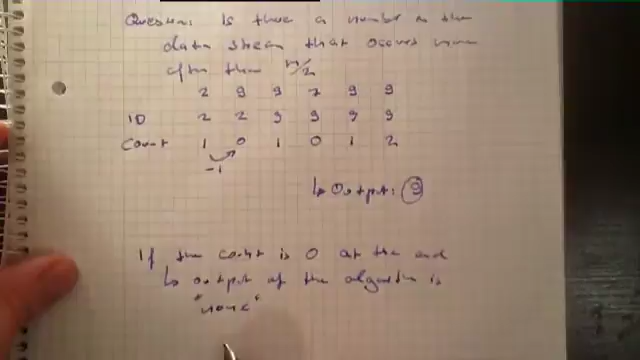 Question: Is there a number in the
data stream that occurs more
often than n/2
2 9 9 7 9 9
ID 2 2 9 9 9 9
Count 1 0 1 0 1 2
-1
↳ Output: 9
If the count is 0 at the end
↳ output of the algorithm is
"none"